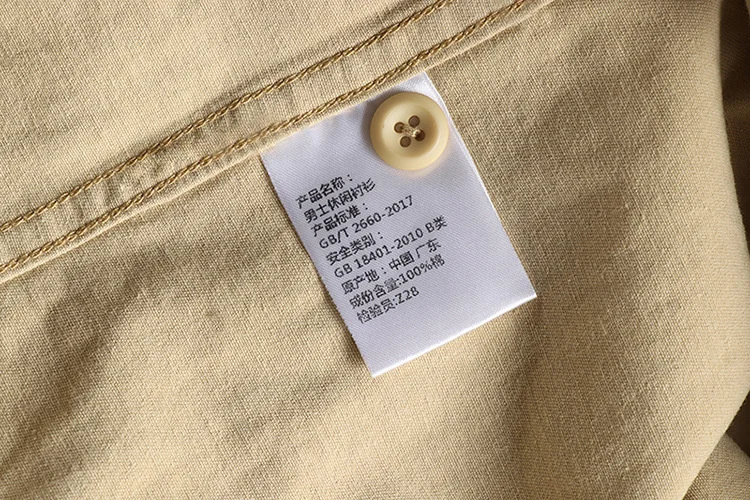 产品名称：
男士休闲衬衫
产品标准：
GB/T 2660-2017
安全类别：
GB 18401-2010 B类
原产地：中国 广东
成份含量:100%棉
检验员:Z28